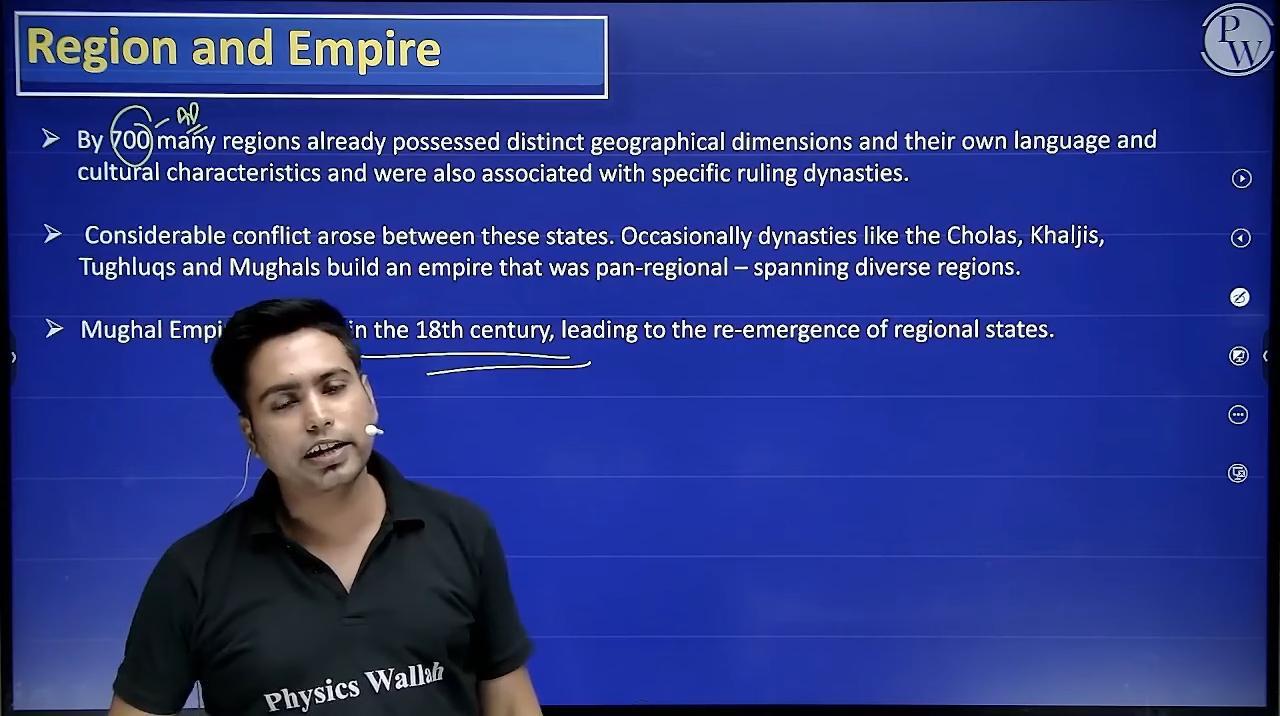 Region and Empire
PW
AD
By 700 many regions already possessed distinct geographical dimensions and their own language and
cultural characteristics and were also associated with specific ruling dynasties.
Considerable conflict arose between these states. Occasionally dynasties like the Cholas, Khaljis,
Tughluqs and Mughals build an empire that was pan-regional – spanning diverse regions.
Mughal in the 18th century, leading to the re-emergence of regional states.
Physics Wallah